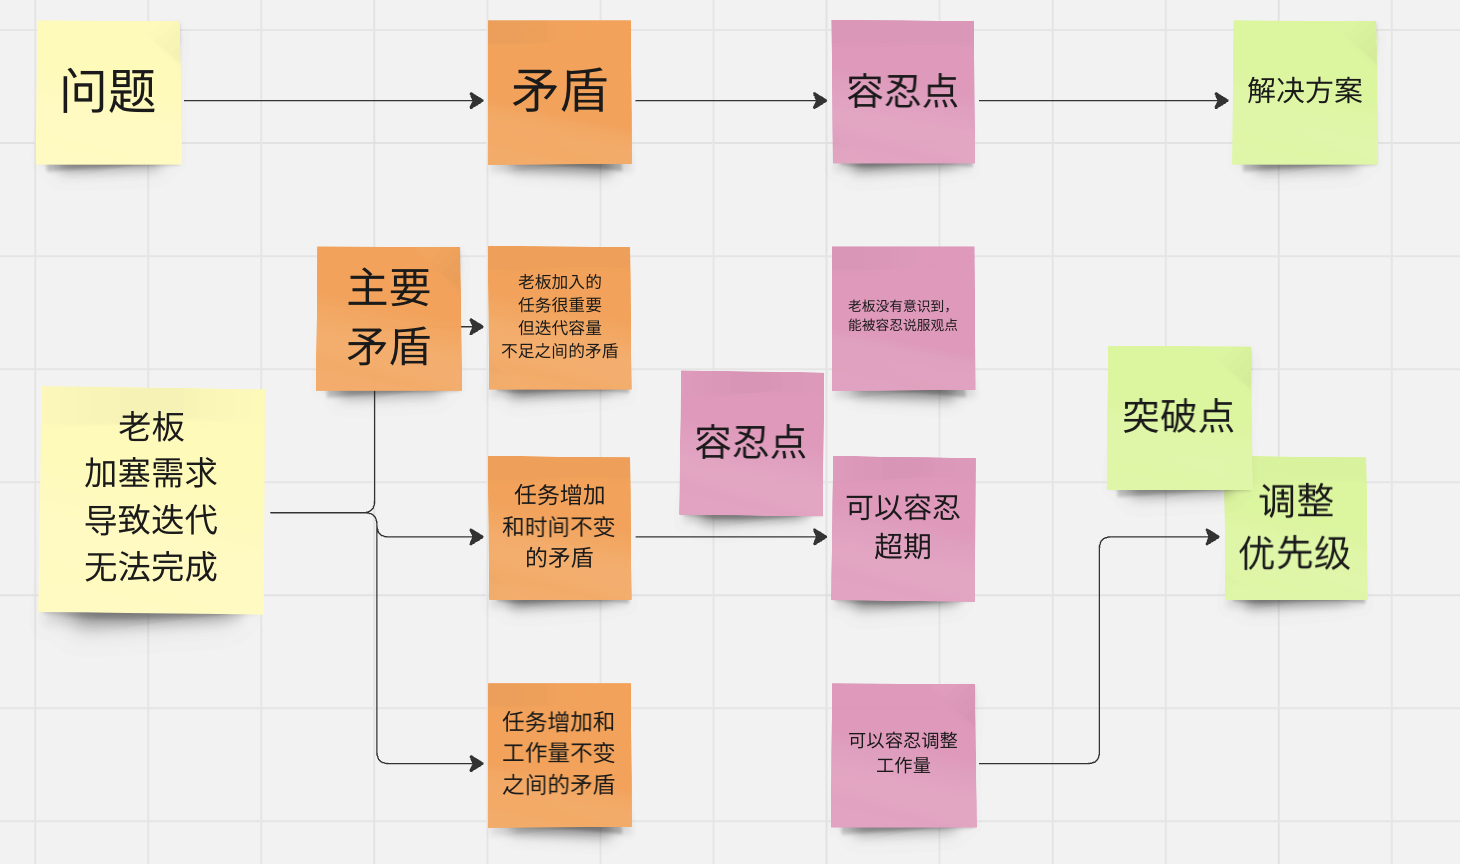 问题
矛盾
容忍点
解决方案
主要
矛盾
老板加入的
任务很重要
但迭代容量
不足之间的矛盾
老板没有意识到，
能被容忍说服观点
老板
加塞需求
导致迭代
无法完成
容忍点
突破点
任务增加
和时间不变
的矛盾
可以容忍
超期
调整
优先级
任务增加和
工作量不变
之间的矛盾
可以容忍调整
工作量